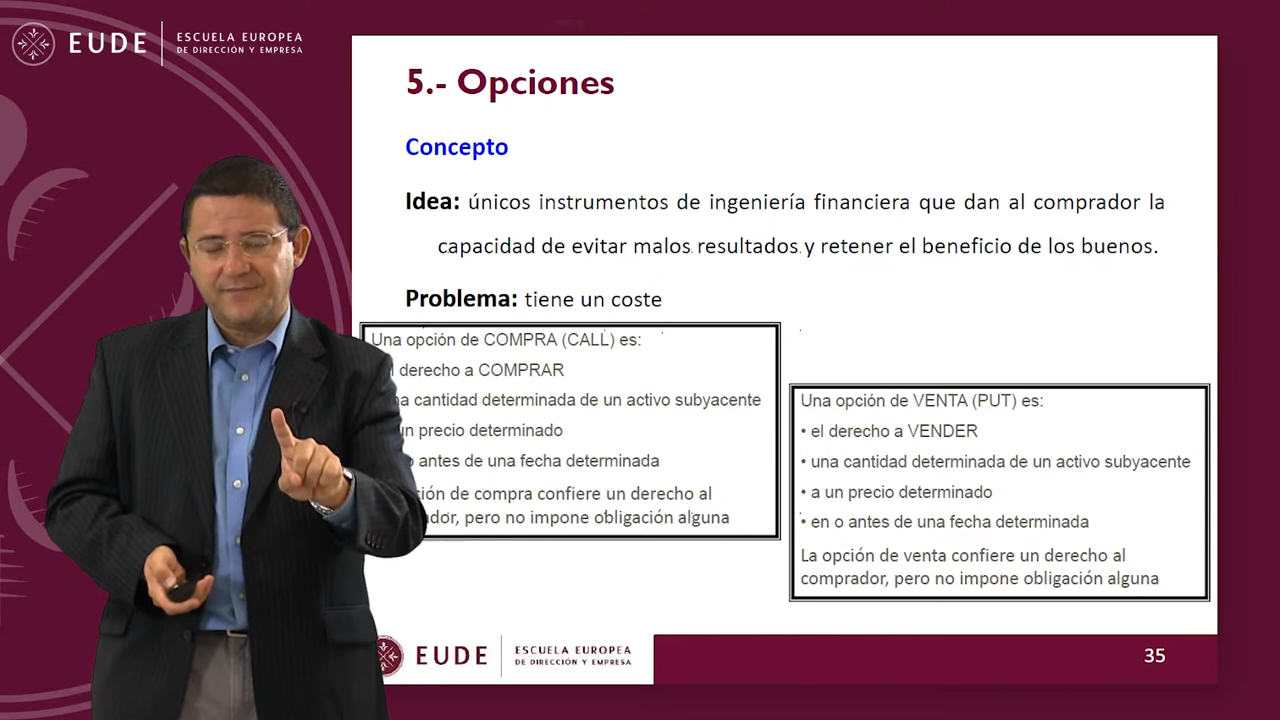 EUDE
ESCUELA EUROPEA
DE DIRECCIÓN Y EMPRESA
5.- Opciones
Concepto
Idea: únicos instrumentos de ingeniería financiera que dan al comprador la
capacidad de evitar malos resultados y retener el beneficio de los buenos.
Problema: tiene un coste
Una opción de COMPRA (CALL) es:
derecho a COMPRAR
cantidad determinada de un activo subyacente
un precio determinado
o antes de una fecha determinada
de compra confiere un derecho al
pero no impone obligación alguna
Una opción de VENTA (PUT) es:
• el derecho a VENDER
• una cantidad determinada de un activo subyacente
• a un precio determinado
• en o antes de una fecha determinada
La opción de venta confiere un derecho al
comprador, pero no impone obligación alguna
EUDE
ESCUELA EUROPEA
DE DIRECCIÓN Y EMPRESA
35